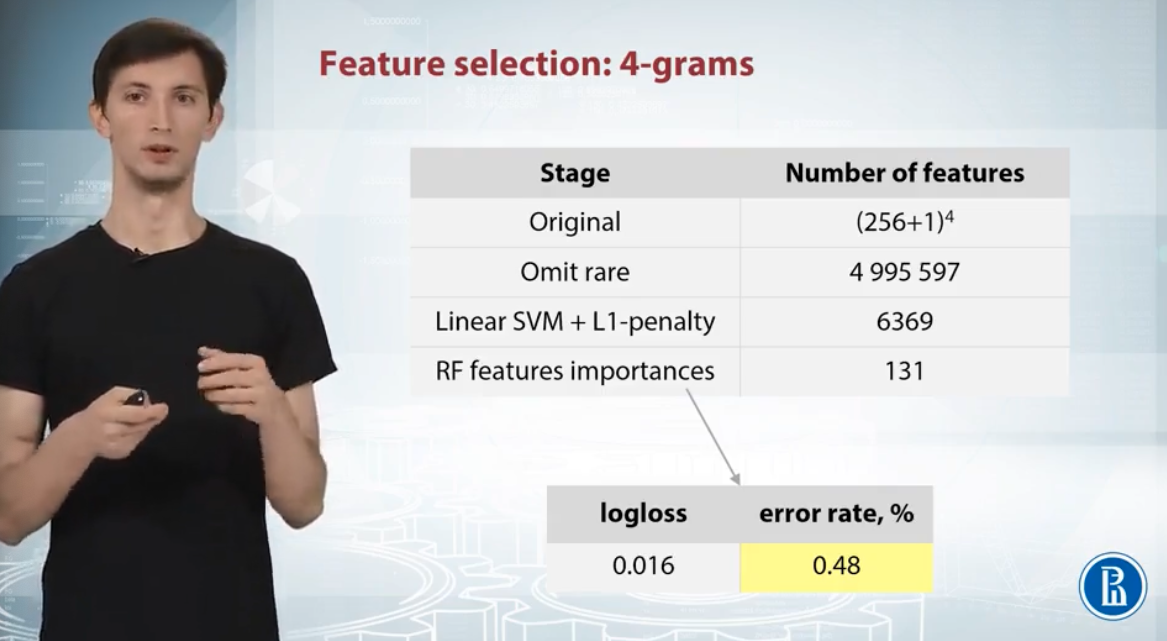 Feature selection: 4-grams
Stage Number of features
Original (256+1)⁴
Omit rare 4 995 597
Linear SVM + L1-penalty 6369
RF features importances 131
logloss error rate, %
0.016 0.48